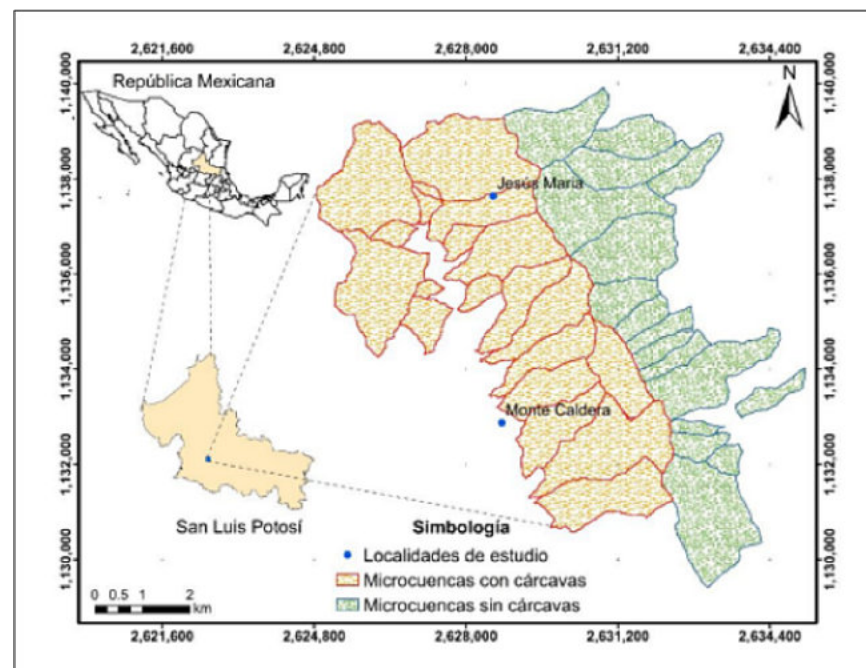 2,621,600 2,624,800 2,628,000 2,631,200 2,634,400
1,140,000
1,138,000
1,136,000
1,134,000
1,132,000
1,130,000
República Mexicana
N
Jesús María
Monte Caldera
San Luis Potosí
Simbología
Localidades de estudio
Microcuencas con cárcavas
Microcuencas sin cárcavas
0 0.5 1 2
km
1,140,000
1,138,000
1,136,000
1,134,000
1,132,000
1,130,000
2,621,600 2,624,800 2,628,000 2,631,200 2,634,400